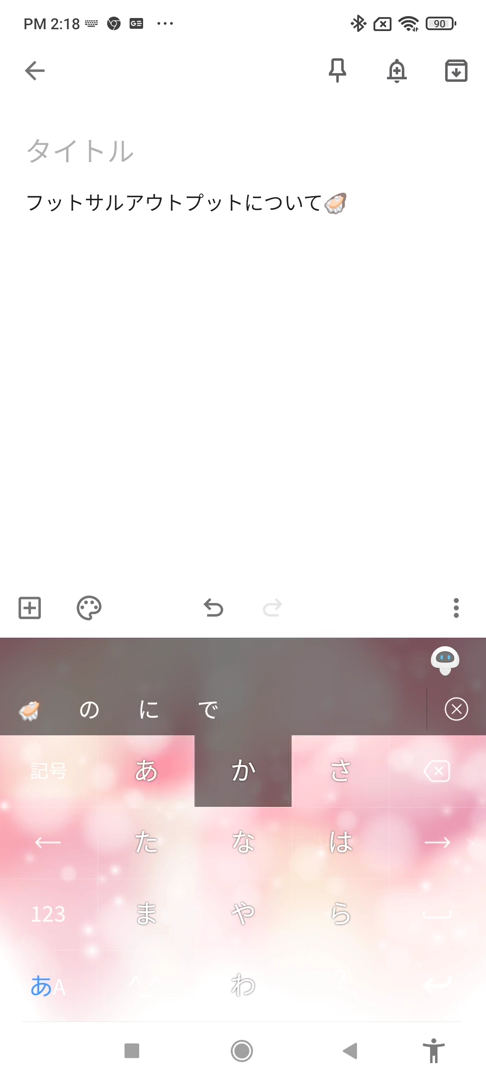 PM 2:18
90
タイトル
フットサルアウトプットについて🦪
🦪 の に で
記号 あ か さ
た な は
123 ま や ら
あA わ